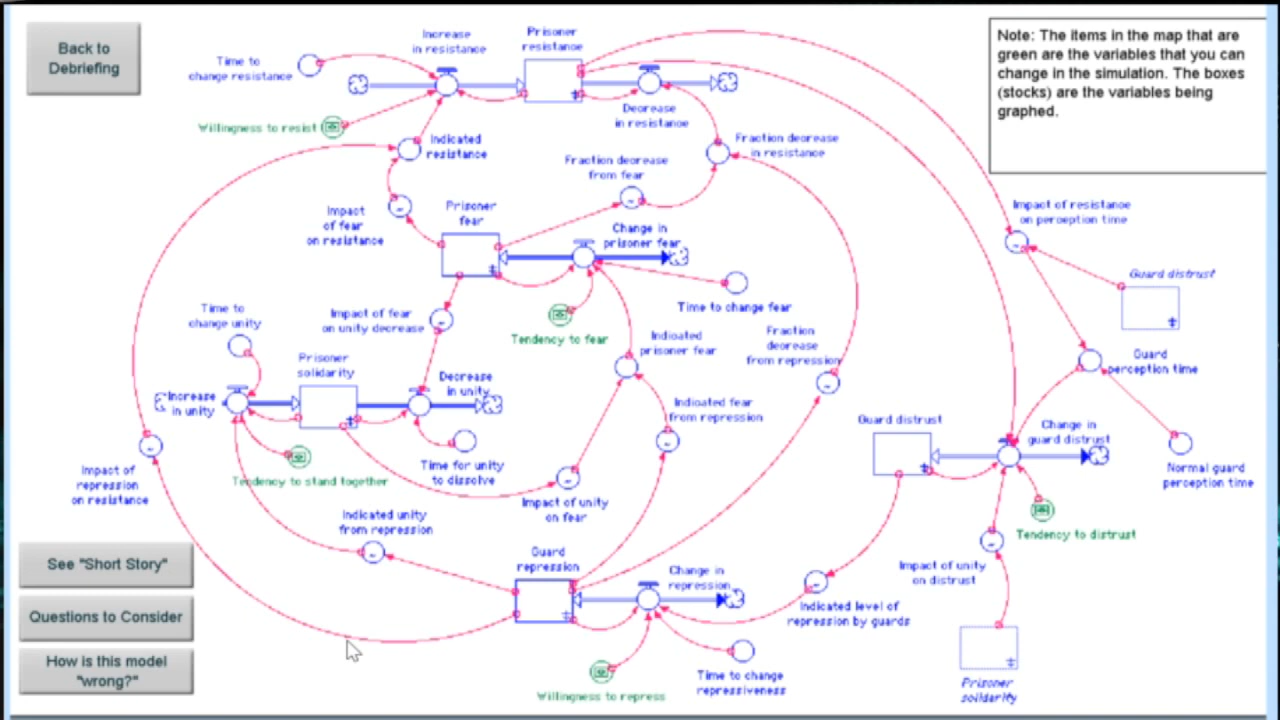 Back to
Debriefing
Note: The items in the map that are
green are the variables that you can
change in the simulation. The boxes
(stocks) are the variables being
graphed.
Increase
in resistance
Prisoner
resistance
Time to
change resistance
Willingness to resist
Decrease
in resistance
Indicated
resistance
Fraction decrease
in resistance
Fraction decrease
from fear
Impact
of fear
on resistance
Prisoner
fear
Change in
prisoner fear
Impact of resistance
on perception time
Guard distrust
Time to change fear
Time to
change unity
Impact of fear
on unity decrease
Tendency to fear
Indicated
prisoner fear
Fraction
decrease
from repression
Guard
perception time
Prisoner
solidarity
Increase
in unity
Decrease
in unity
Indicated fear
from repression
Guard distrust
Change in
guard distrust
Normal guard
perception time
Impact of
repression
on resistance
Tendency to stand together
Time for unity
to dissolve
Impact of unity
on fear
Indicated unity
from repression
Tendency to distrust
See "Short Story"
Guard
repression
Change in
repression
Impact of unity
on distrust
Questions to Consider
Indicated level of
repression by guards
How is this model
"wrong?"
Willingness to repress
Time to change
repressiveness
Prisoner
solidarity